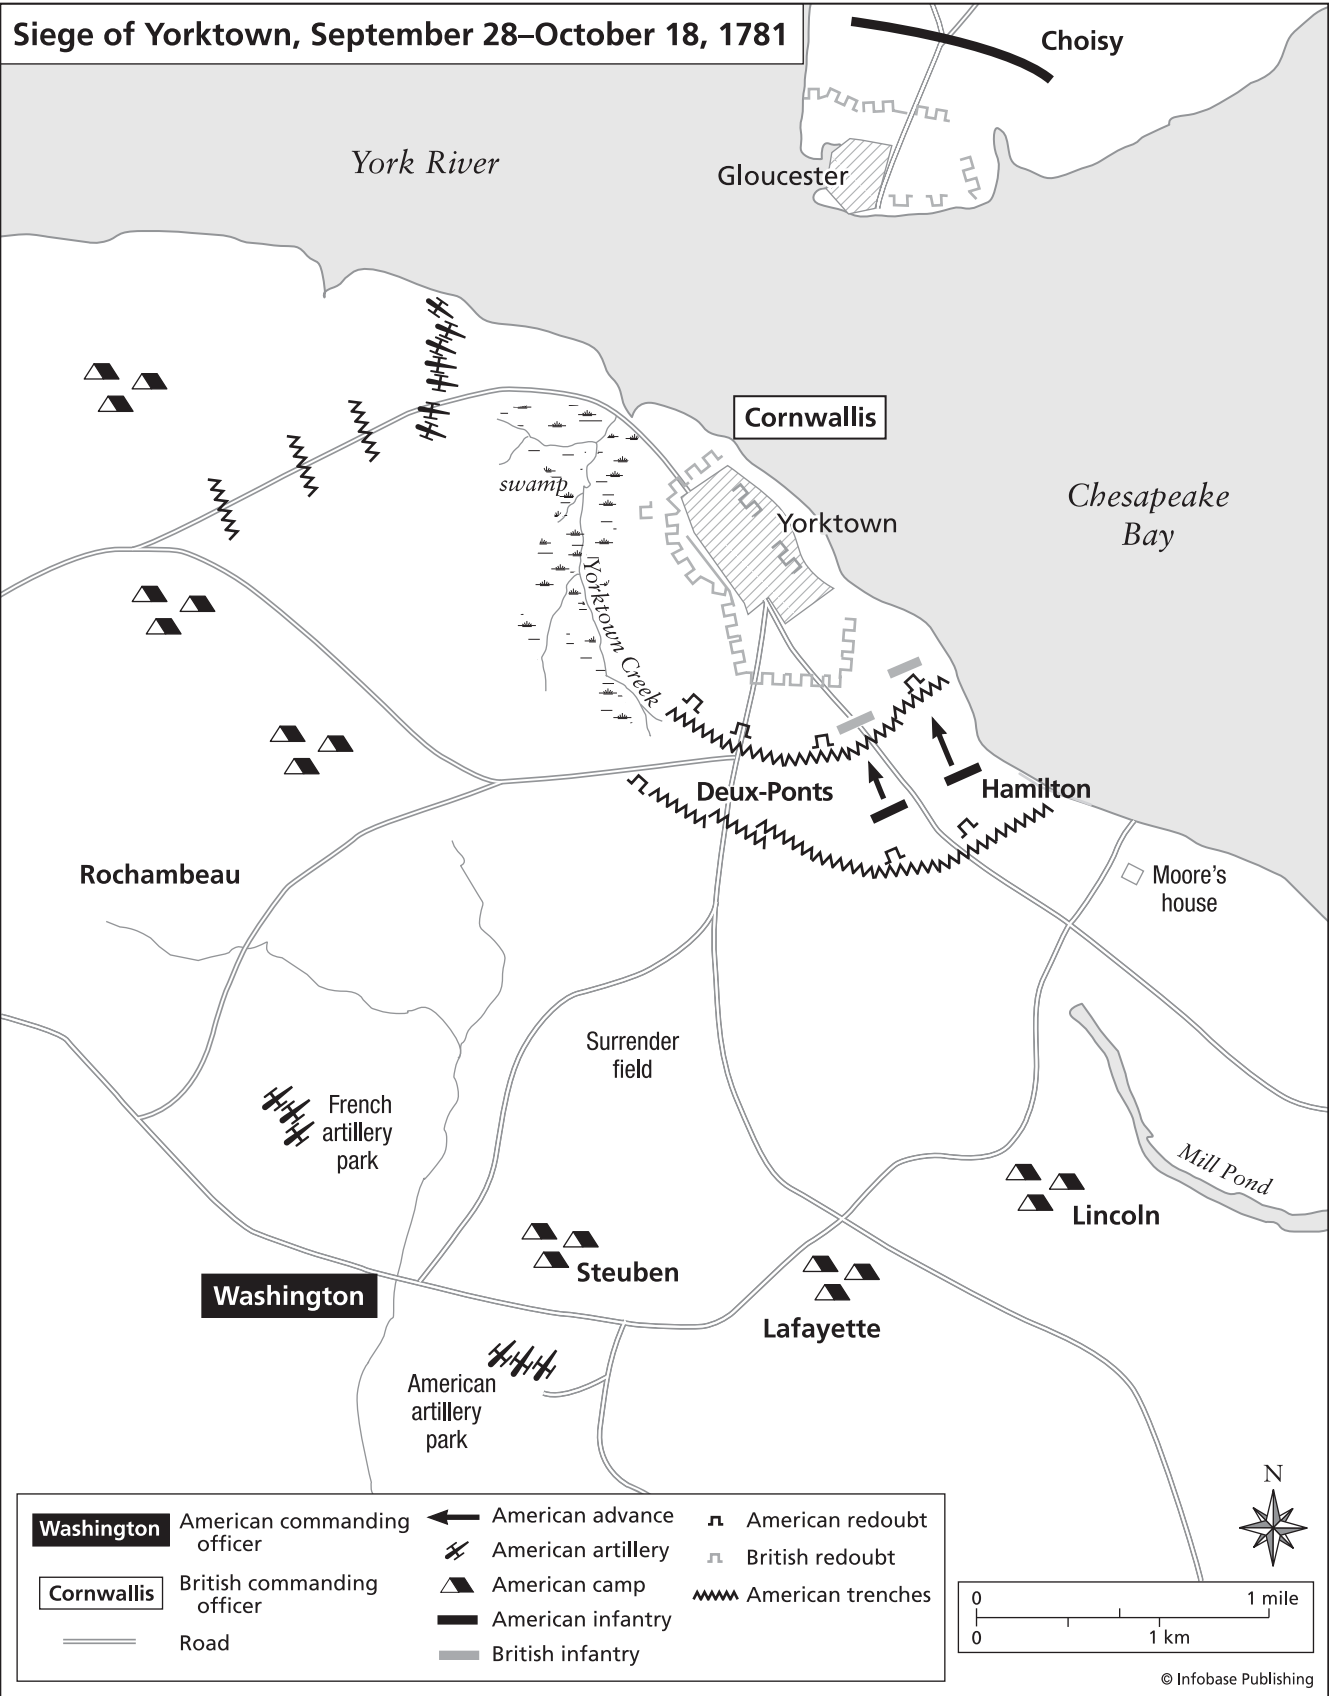 Siege of Yorktown, September 28–October 18, 1781
Choisy
York River
Gloucester
Cornwallis
swamp
Yorktown
Chesapeake
Bay
Yorktown Creek
Deux-Ponts
Hamilton
Rochambeau
Moore's
house
Surrender
field
French
artillery
park
Mill Pond
Lincoln
Steuben
Washington
Lafayette
American
artillery
park
N
Washington
American commanding
officer
Cornwallis
British commanding
officer
Road
American advance
American artillery
American camp
American infantry
British infantry
American redoubt
British redoubt
American trenches
0
1 mile
0
1 km
© Infobase Publishing